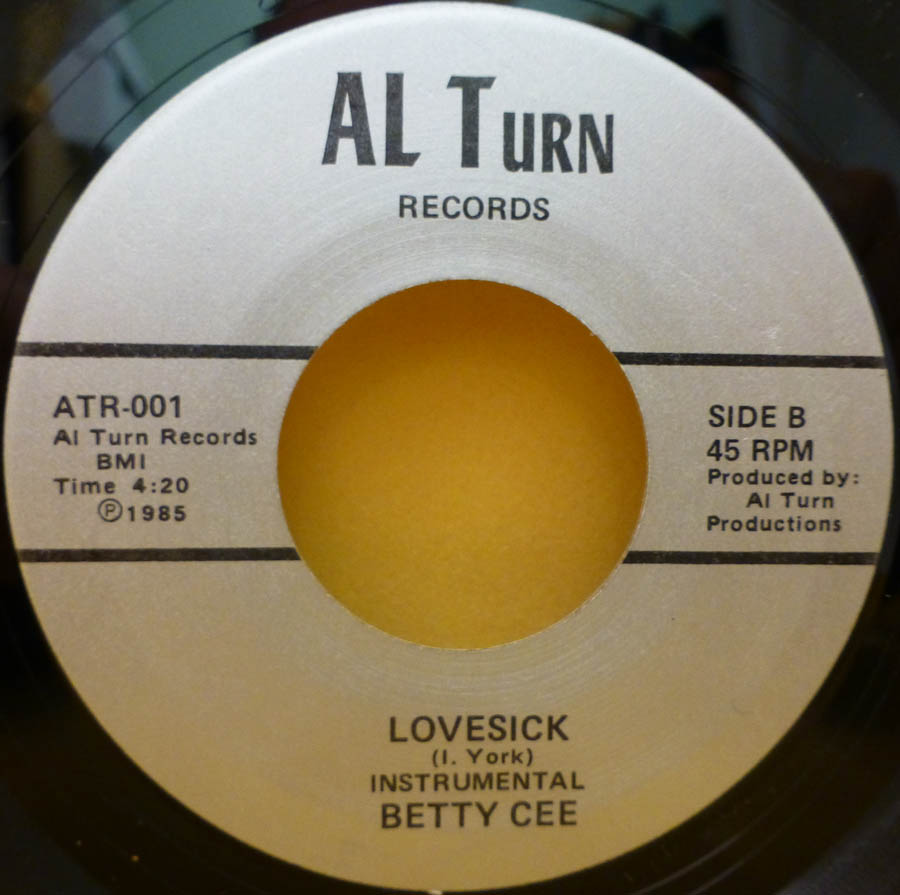 AL TURN
RECORDS
ATR-001
Al Turn Records
BMI
Time 4:20
Ⓟ1985
SIDE B
45 RPM
Produced by:
Al Turn
Productions
LOVESICK
(I. York)
INSTRUMENTAL
BETTY CEE